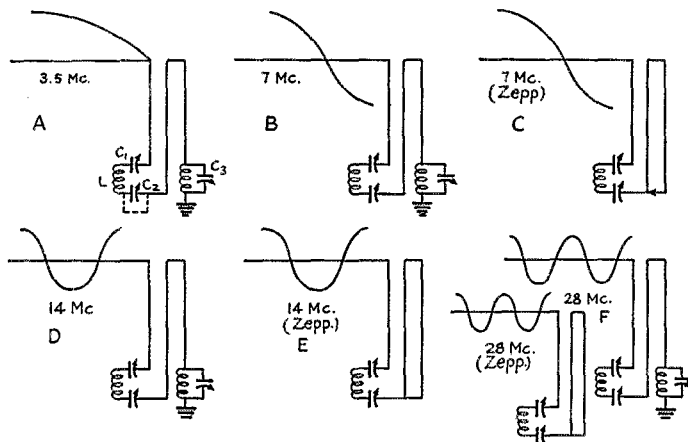 3.5 Mc.
A
C1
L
C2
C3
7 Mc.
B
7 Mc.
(Zepp)
C
14 Mc
D
14 Mc.
(Zepp.)
E
28 Mc.
F
28 Mc.
(Zepp.)